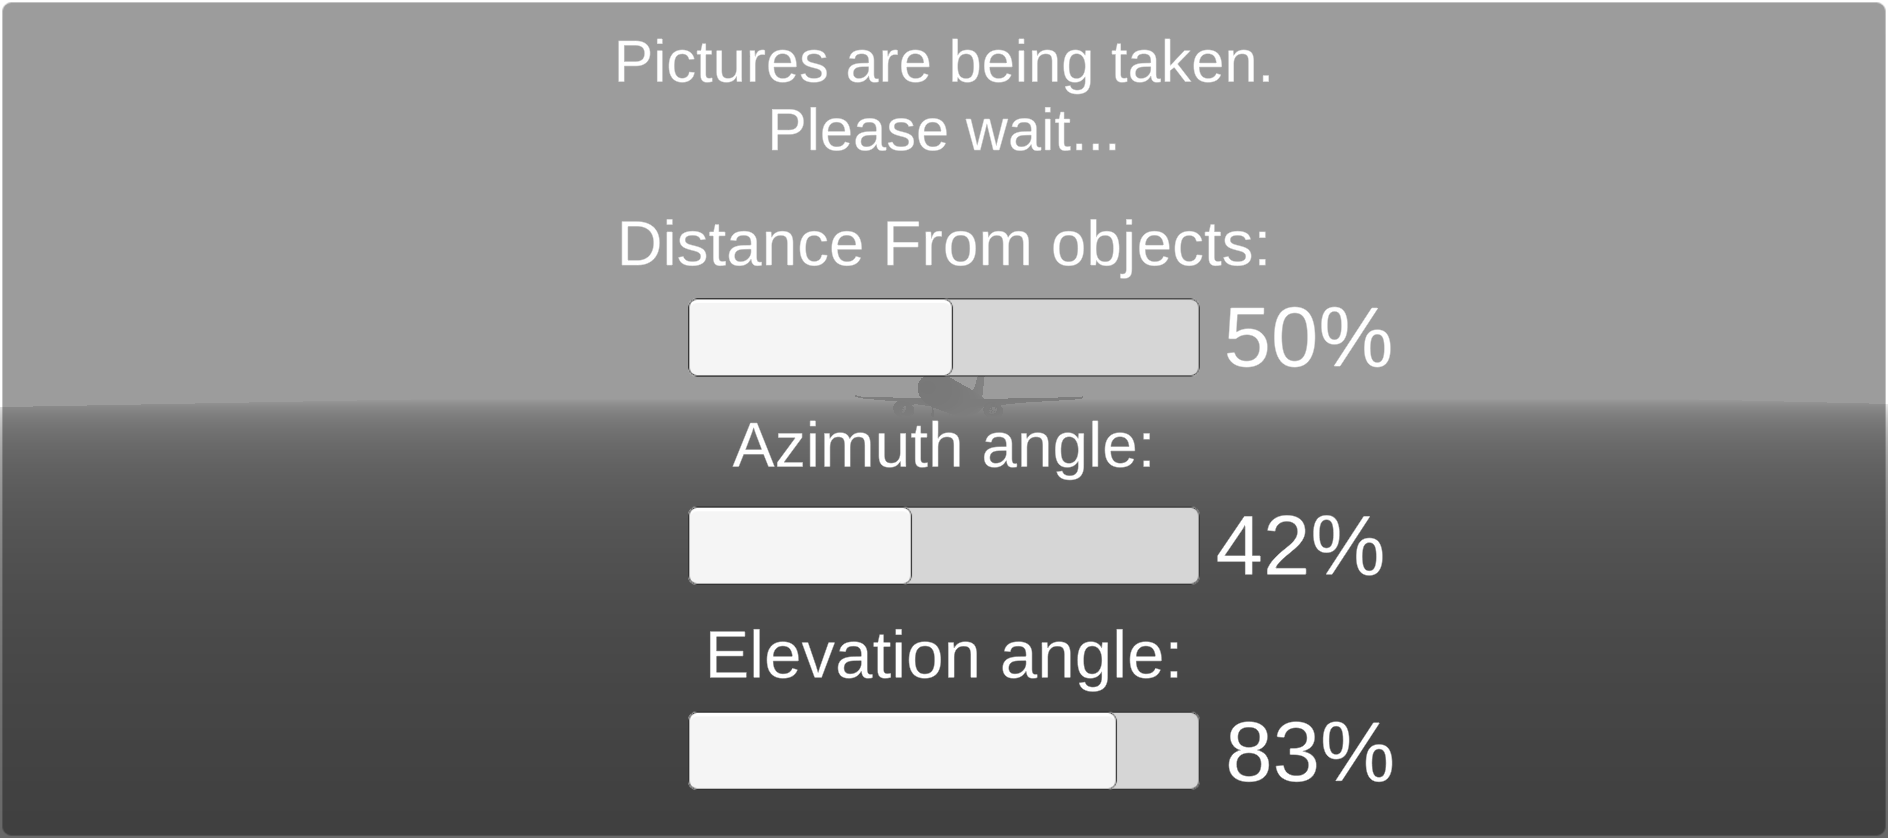 Pictures are being taken.
Please wait...
Distance From objects:
50%
Azimuth angle:
42%
Elevation angle:
83%